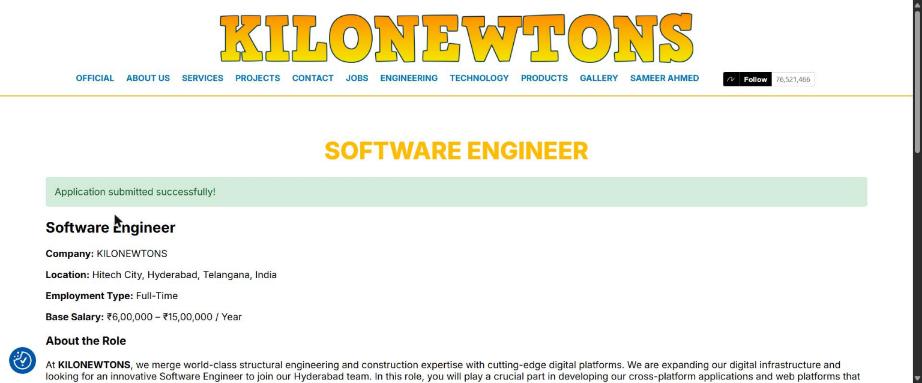 KILONEWTONS
OFFICIAL ABOUT US SERVICES PROJECTS CONTACT JOBS ENGINEERING TECHNOLOGY PRODUCTS GALLERY SAMEER AHMED Follow 76,521,466
SOFTWARE ENGINEER
Application submitted successfully!
Software Engineer
Company: KILONEWTONS
Location: Hitech City, Hyderabad, Telangana, India
Employment Type: Full-Time
Base Salary: ₹6,00,000 – ₹15,00,000 / Year
About the Role
At KILONEWTONS, we merge world-class structural engineering and construction expertise with cutting-edge digital platforms. We are expanding our digital infrastructure and
looking for an innovative Software Engineer to join our Hyderabad team. In this role, you will play a crucial part in developing our cross-platform applications and web platforms that